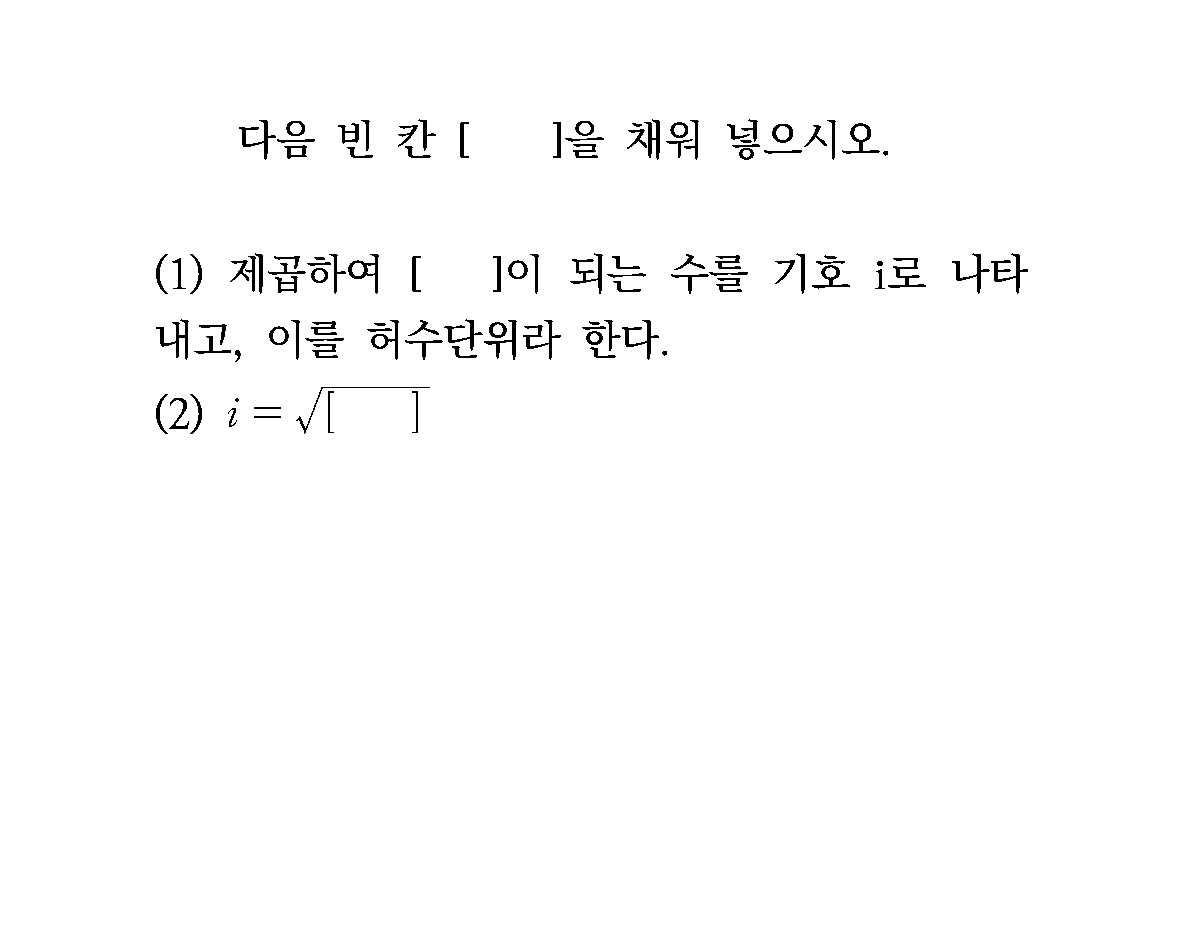 다음 빈 칸 [    ]을 채워 넣으시오.
(1) 제곱하여 [    ]이 되는 수를 기호 i로 나타
내고, 이를 허수단위라 한다.
(2) i = √[    ]